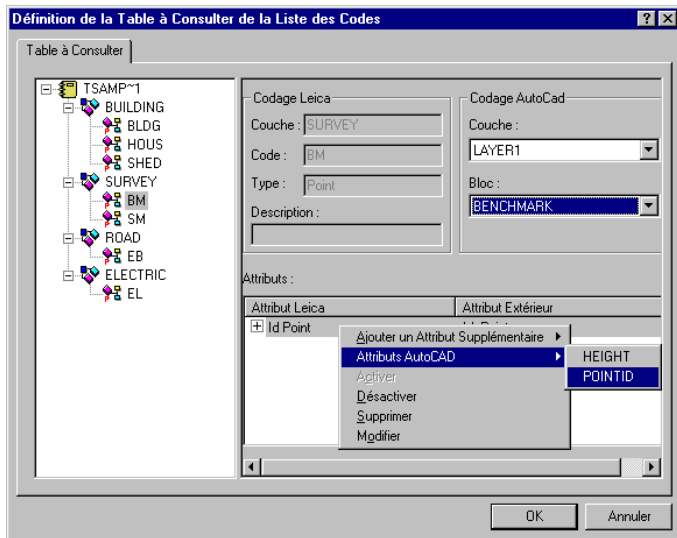 Définition de la Table à Consulter de la Liste des Codes
Table à Consulter
TSAMP~1
BUILDING
BLDG
HOUS
SHED
SURVEY
BM
SM
ROAD
EB
ELECTRIC
EL
Codage Leica
Couche : SURVEY
Code : BM
Type : Point
Description :
Codage AutoCad
Couche :
LAYER1
Bloc :
BENCHMARK
Attributs :
Attribut Leica Attribut Extérieur
Id Point
Ajouter un Attribut Supplémentaire
Attributs AutoCAD
Activer
Désactiver
Supprimer
Modifier
HEIGHT
POINTID
OK Annuler